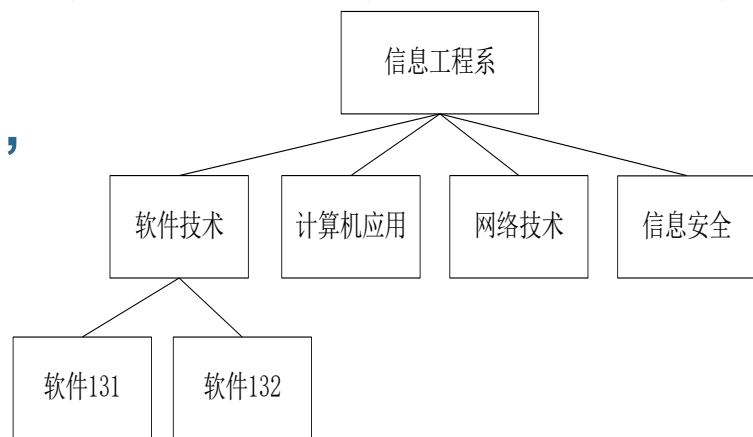 信息工程系
，
软件技术
计算机应用
网络技术
信息安全
软件131
软件132